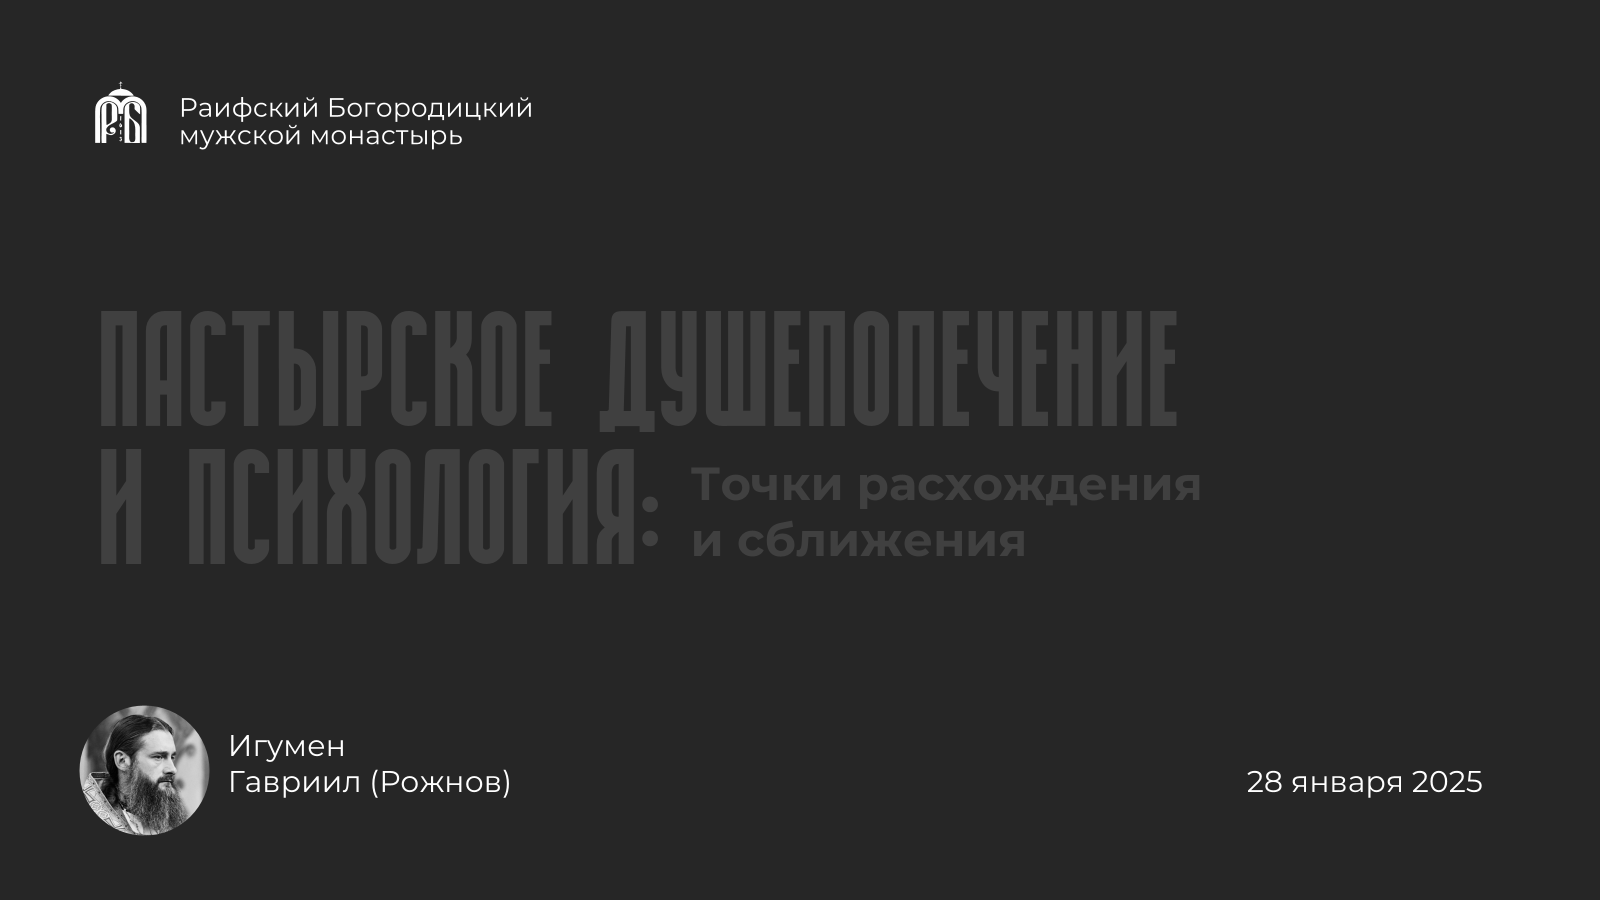 Раифский Богородицкий
мужской монастырь
ПАСТЫРСКОЕ ДУШЕПОПЕЧЕНИЕ
И ПСИХОЛОГИЯ: Точки расхождения
и сближения
Игумен
Гавриил (Рожнов)
28 января 2025